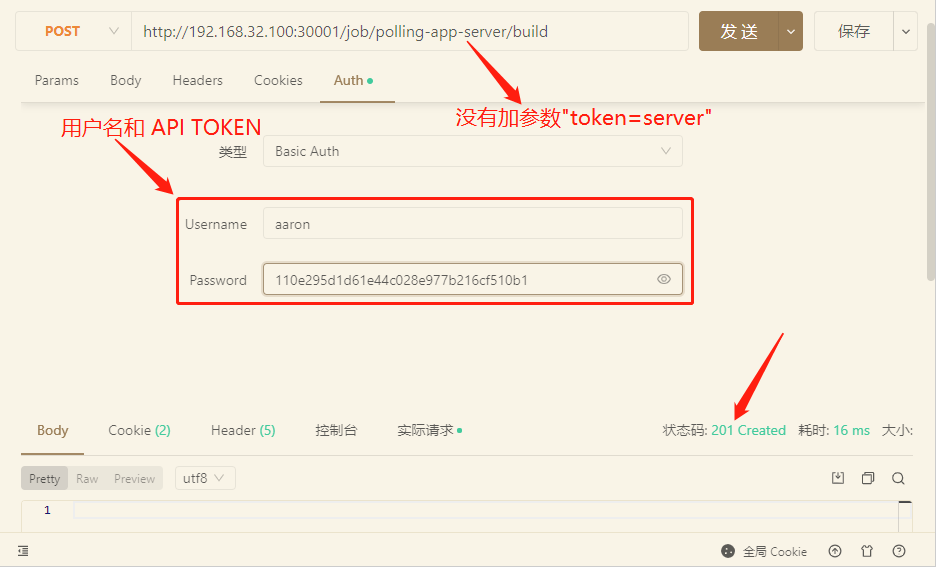 POST http://192.168.32.100:30001/job/polling-app-server/build 发 送 保存
Params Body Headers Cookies Auth
没有加参数"token=server"
用户名和 API TOKEN
类型 Basic Auth
Username aaron
Password 110e295d1d61e44c028e977b216cf510b1
Body Cookie (2) Header (5) 控制台 实际请求 状态码: 201 Created 耗时: 16 ms 大小:
Pretty Raw Preview utf8
1
全局 Cookie